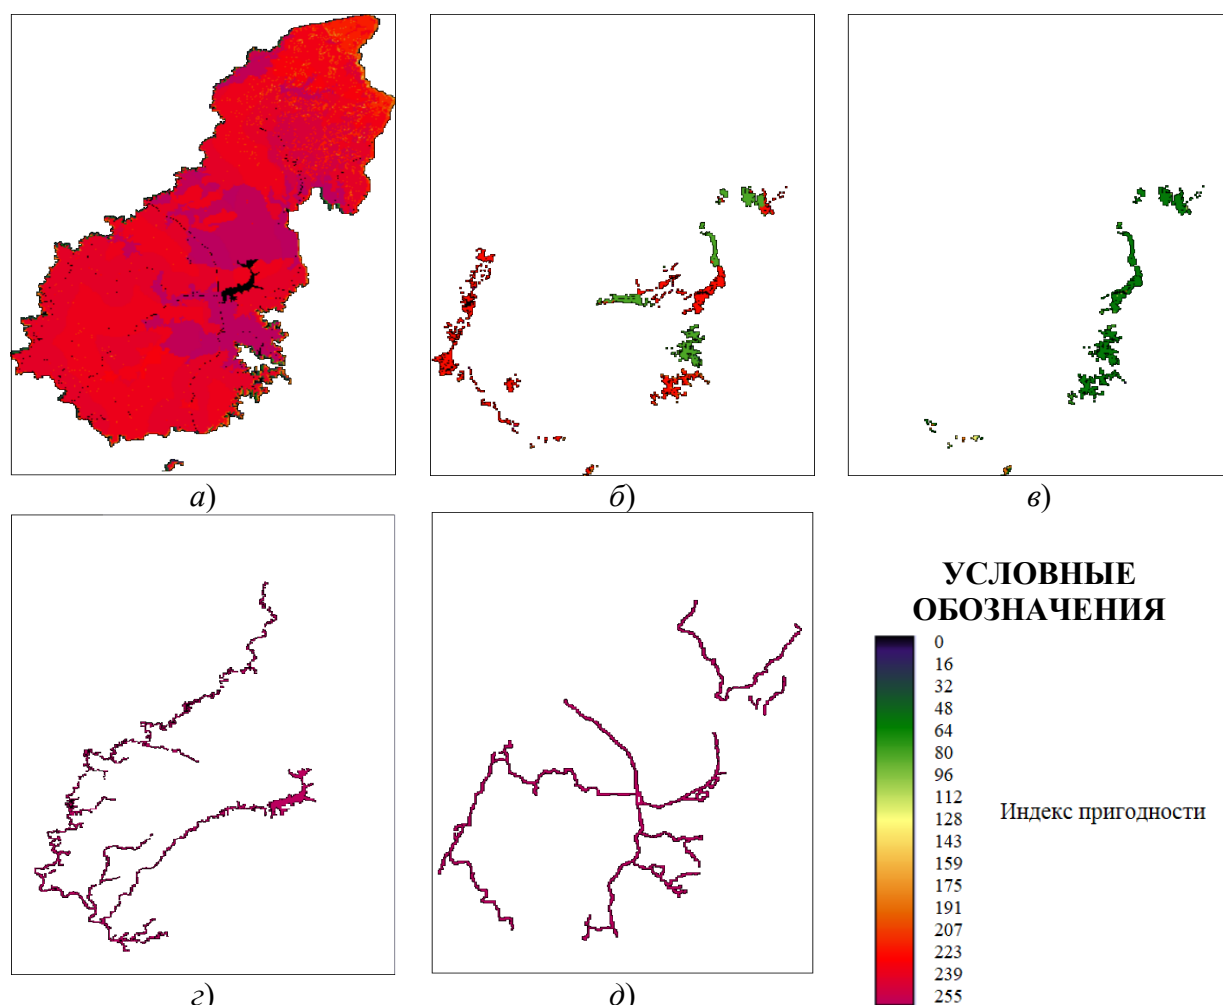 а)
б)
в)
г)
д)
УСЛОВНЫЕ
ОБОЗНАЧЕНИЯ
0
16
32
48
64
80
96
112
128
143
159
175
191
207
223
239
255
Индекс пригодности